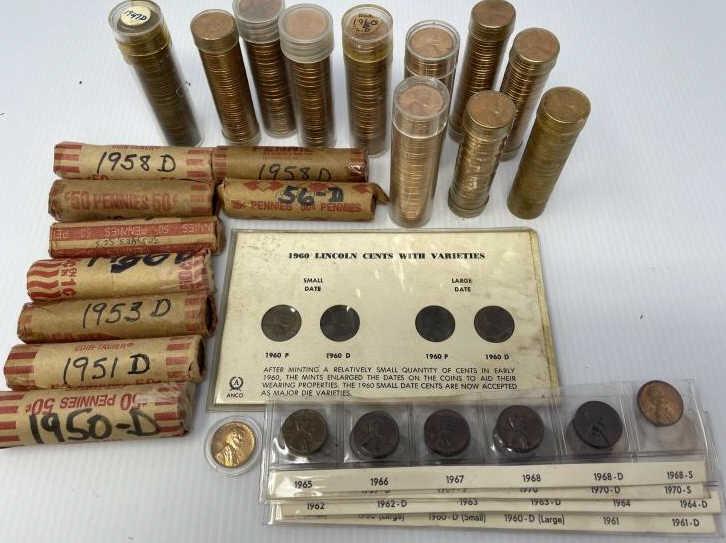 1960
1958 D
1958 D
¢50 PENNIES 50¢
56-D
PENNIES
1953 D
1951 D
50 PENNIES 50¢
1950-D
1960 LINCOLN CENTS WITH VARIETIES
SMALL DATE
LARGE DATE
1960 P
1960 D
1960 P
1960 D
AFTER MINTING A RELATIVELY SMALL QUANTITY OF CENTS IN EARLY
1960, THE MINTS ENLARGED THE DATES ON THE COINS TO AID THEIR
WEARING PROPERTIES. THE 1960 SMALL DATE CENTS ARE NOW ACCEPTED
AS MAJOR DIE VARIETIES.
A
ANCO
1965 1966 1967 1968 1968-D 1968-S
1970-D 1970-S
1962 1962-D 1963 1963-D 1964 1964-D
1960-D (Small) 1960-D (Large) 1961 1961-D